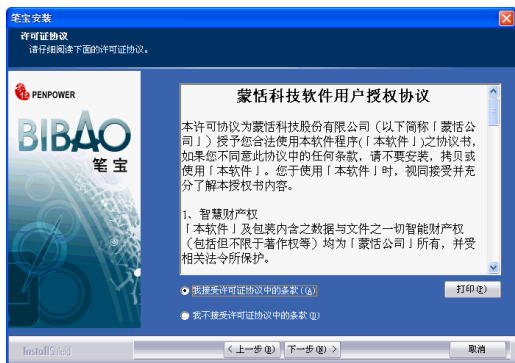 笔宝安装
许可证协议
请仔细阅读下面的许可证协议。
PENPOWER
BIBAO
笔宝
蒙恬科技软件用户授权协议
本许可协议为蒙恬科技股份有限公司（以下简称「蒙恬公
司」）授予您合法使用本软件程序(「本软件」)之协议书,
如果您不同意此协议中的任何条款，请不要安装，拷贝或
使用「本软件」。您于使用「本软件」时，视同接受并充
分了解本授权书内容。
1、智慧财产权
「本软件」及包装内含之数据与文件之一切智能财产权
（包括但不限于著作权等）均为「蒙恬公司」所有，并受
相关法令所保护。
我接受许可证协议中的条款((A)
打印(P)
我不接受许可证协议中的条款(D)
InstallShield
< 上一步(B)
下一步(N) >
取消